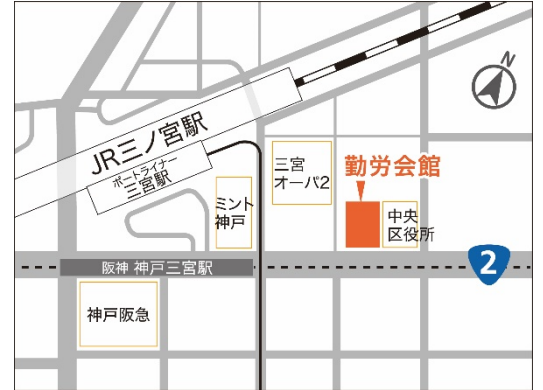 N
JR三ノ宮駅
ポートライナー
三宮駅
三宮
オーパ2
勤労会館
ミント
神戸
中央
区役所
阪神 神戸三宮駅
2
神戸阪急